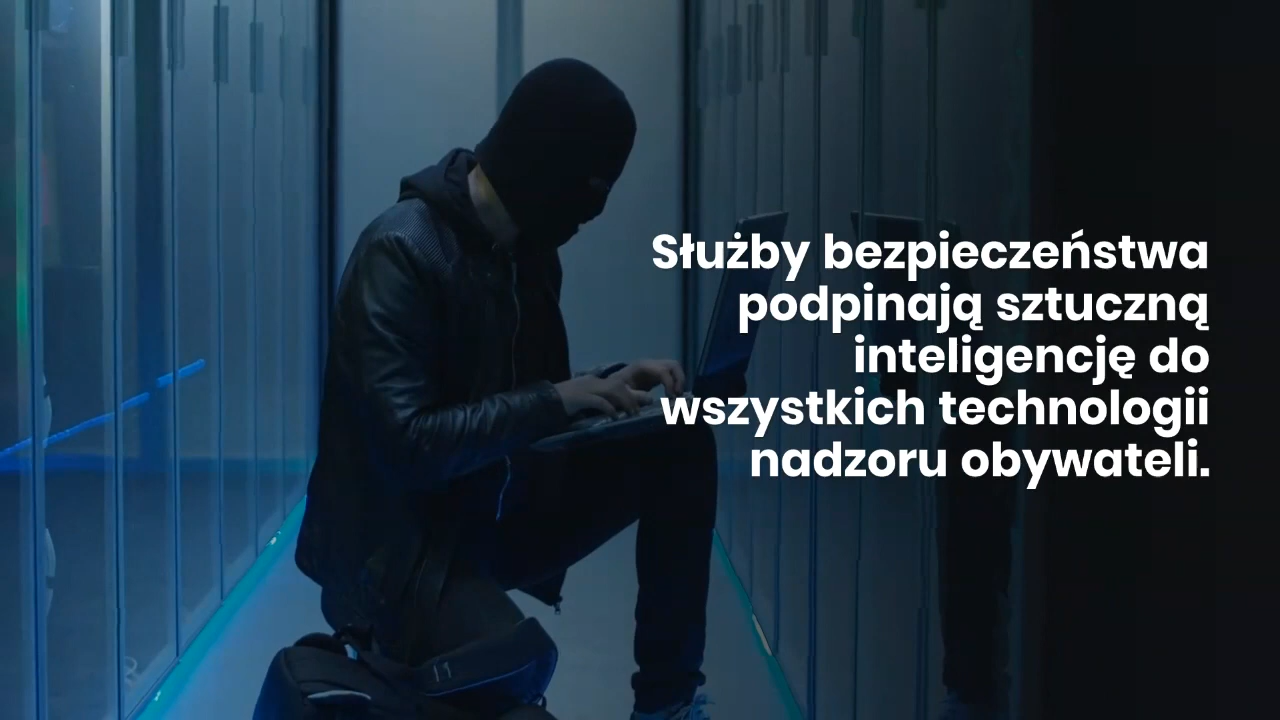 Służby bezpieczeństwa
podpinają sztuczną
inteligencję do
wszystkich technologii
nadzoru obywateli.